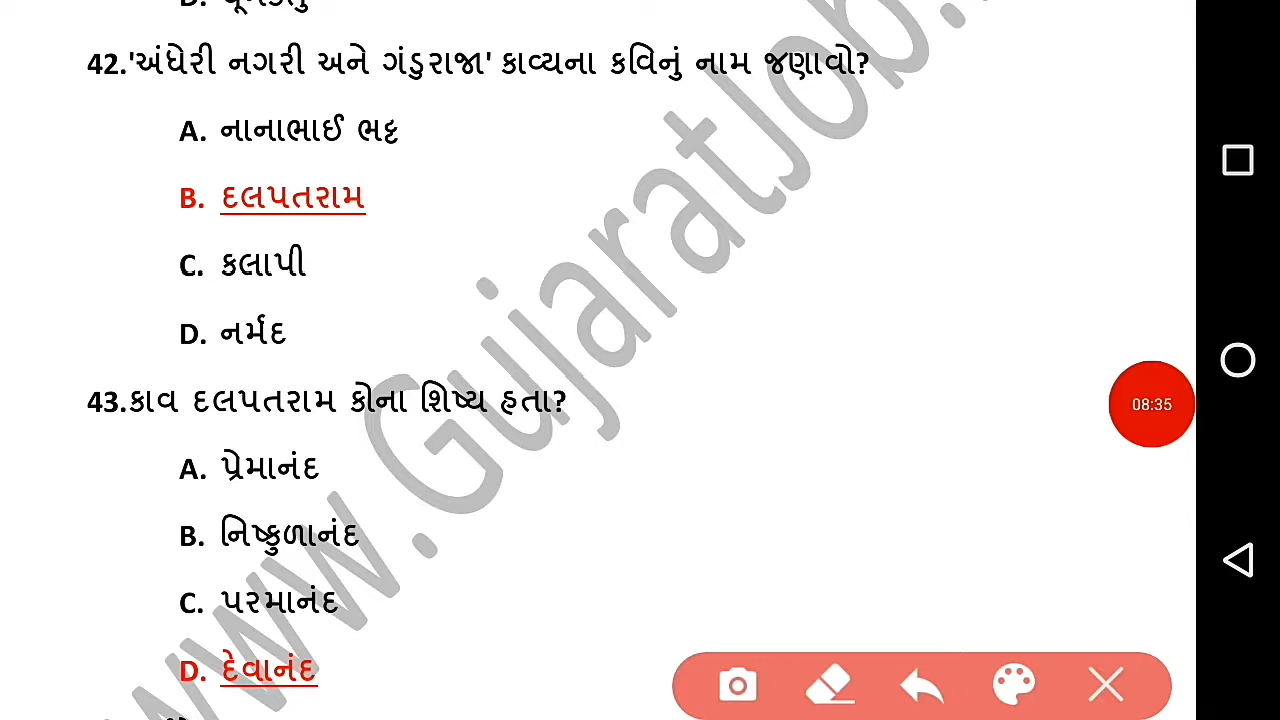 42.'અંધેરી નગરી અને ગંડુરાજા' કાવ્યના કવિનું નામ જણાવો?
A. નાનાભાઈ ભટ્ટ
B. દલપતરામ
C. કલાપી
D. નર્મદ
43.કાવ દલપતરામ કોના શિષ્ય હતા?
08:35
A. પ્રેમાનંદ
B. નિષ્કુળાનંદ
C. પરમાનંદ
D. દેવાનંદ
www.GujaratJob.